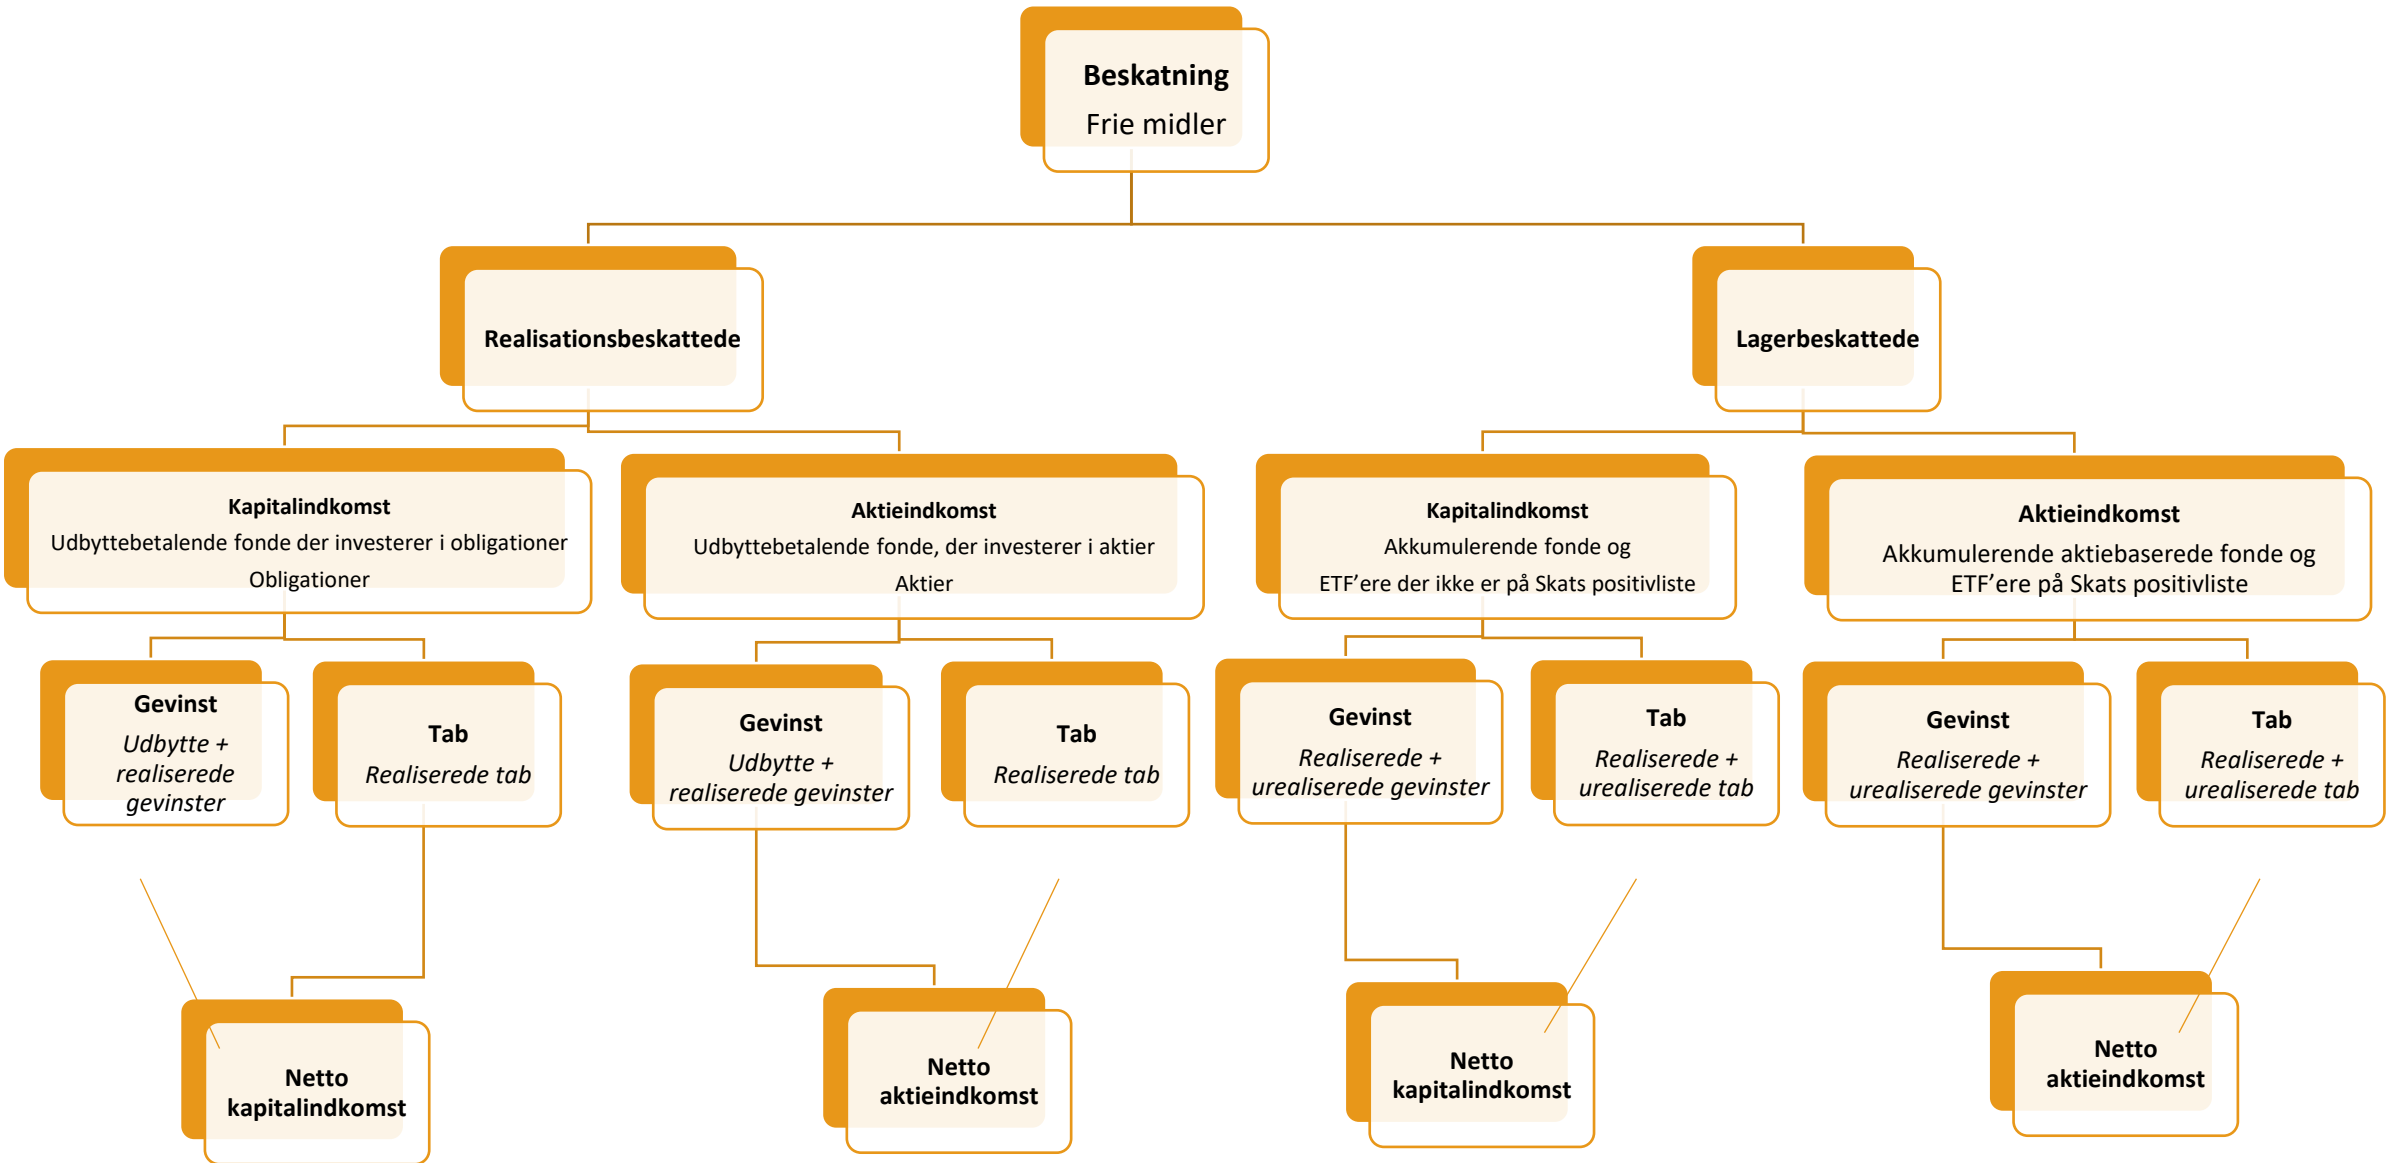 Beskatning
Frie midler
Realisationsbeskattede
Lagerbeskattede
Kapitalindkomst
Udbyttebetalende fonde der investerer i obligationer
Obligationer
Aktieindkomst
Udbyttebetalende fonde, der investerer i aktier
Aktier
Kapitalindkomst
Akkumulerende fonde og
ETF’ere der ikke er på Skats positivliste
Aktieindkomst
Akkumulerende aktiebaserede fonde og
ETF’ere på Skats positivliste
Gevinst
Udbytte +
realiserede
gevinster
Tab
Realiserede tab
Gevinst
Udbytte +
realiserede gevinster
Tab
Realiserede tab
Gevinst
Realiserede +
urealiserede gevinster
Tab
Realiserede +
urealiserede tab
Gevinst
Realiserede +
urealiserede gevinster
Tab
Realiserede +
urealiserede tab
Netto
kapitalindkomst
Netto
aktieindkomst
Netto
kapitalindkomst
Netto
aktieindkomst